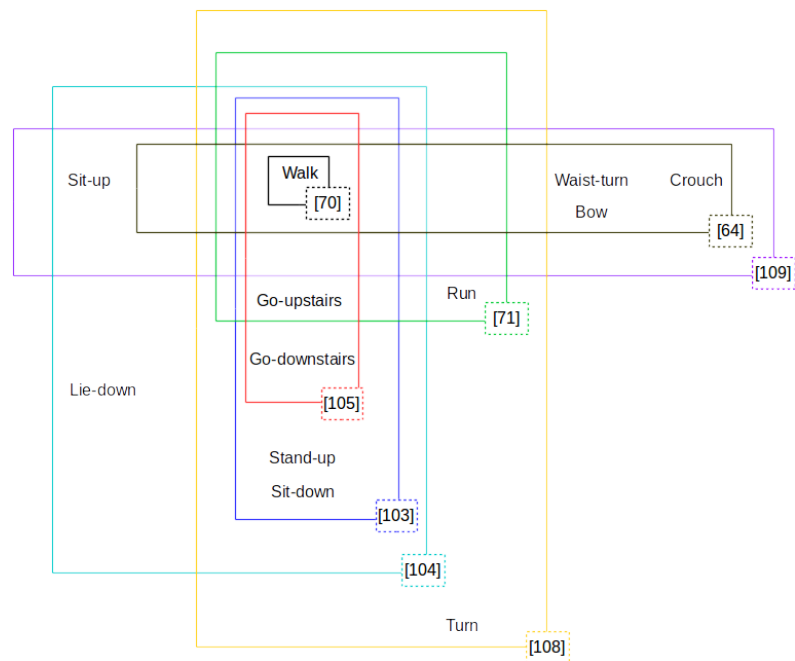 Walk
Sit-up
Waist-turn
Crouch
[70]
Bow
[64]
[109]
Run
Go-upstairs
[71]
Go-downstairs
Lie-down
[105]
Stand-up
Sit-down
[103]
[104]
Turn
[108]